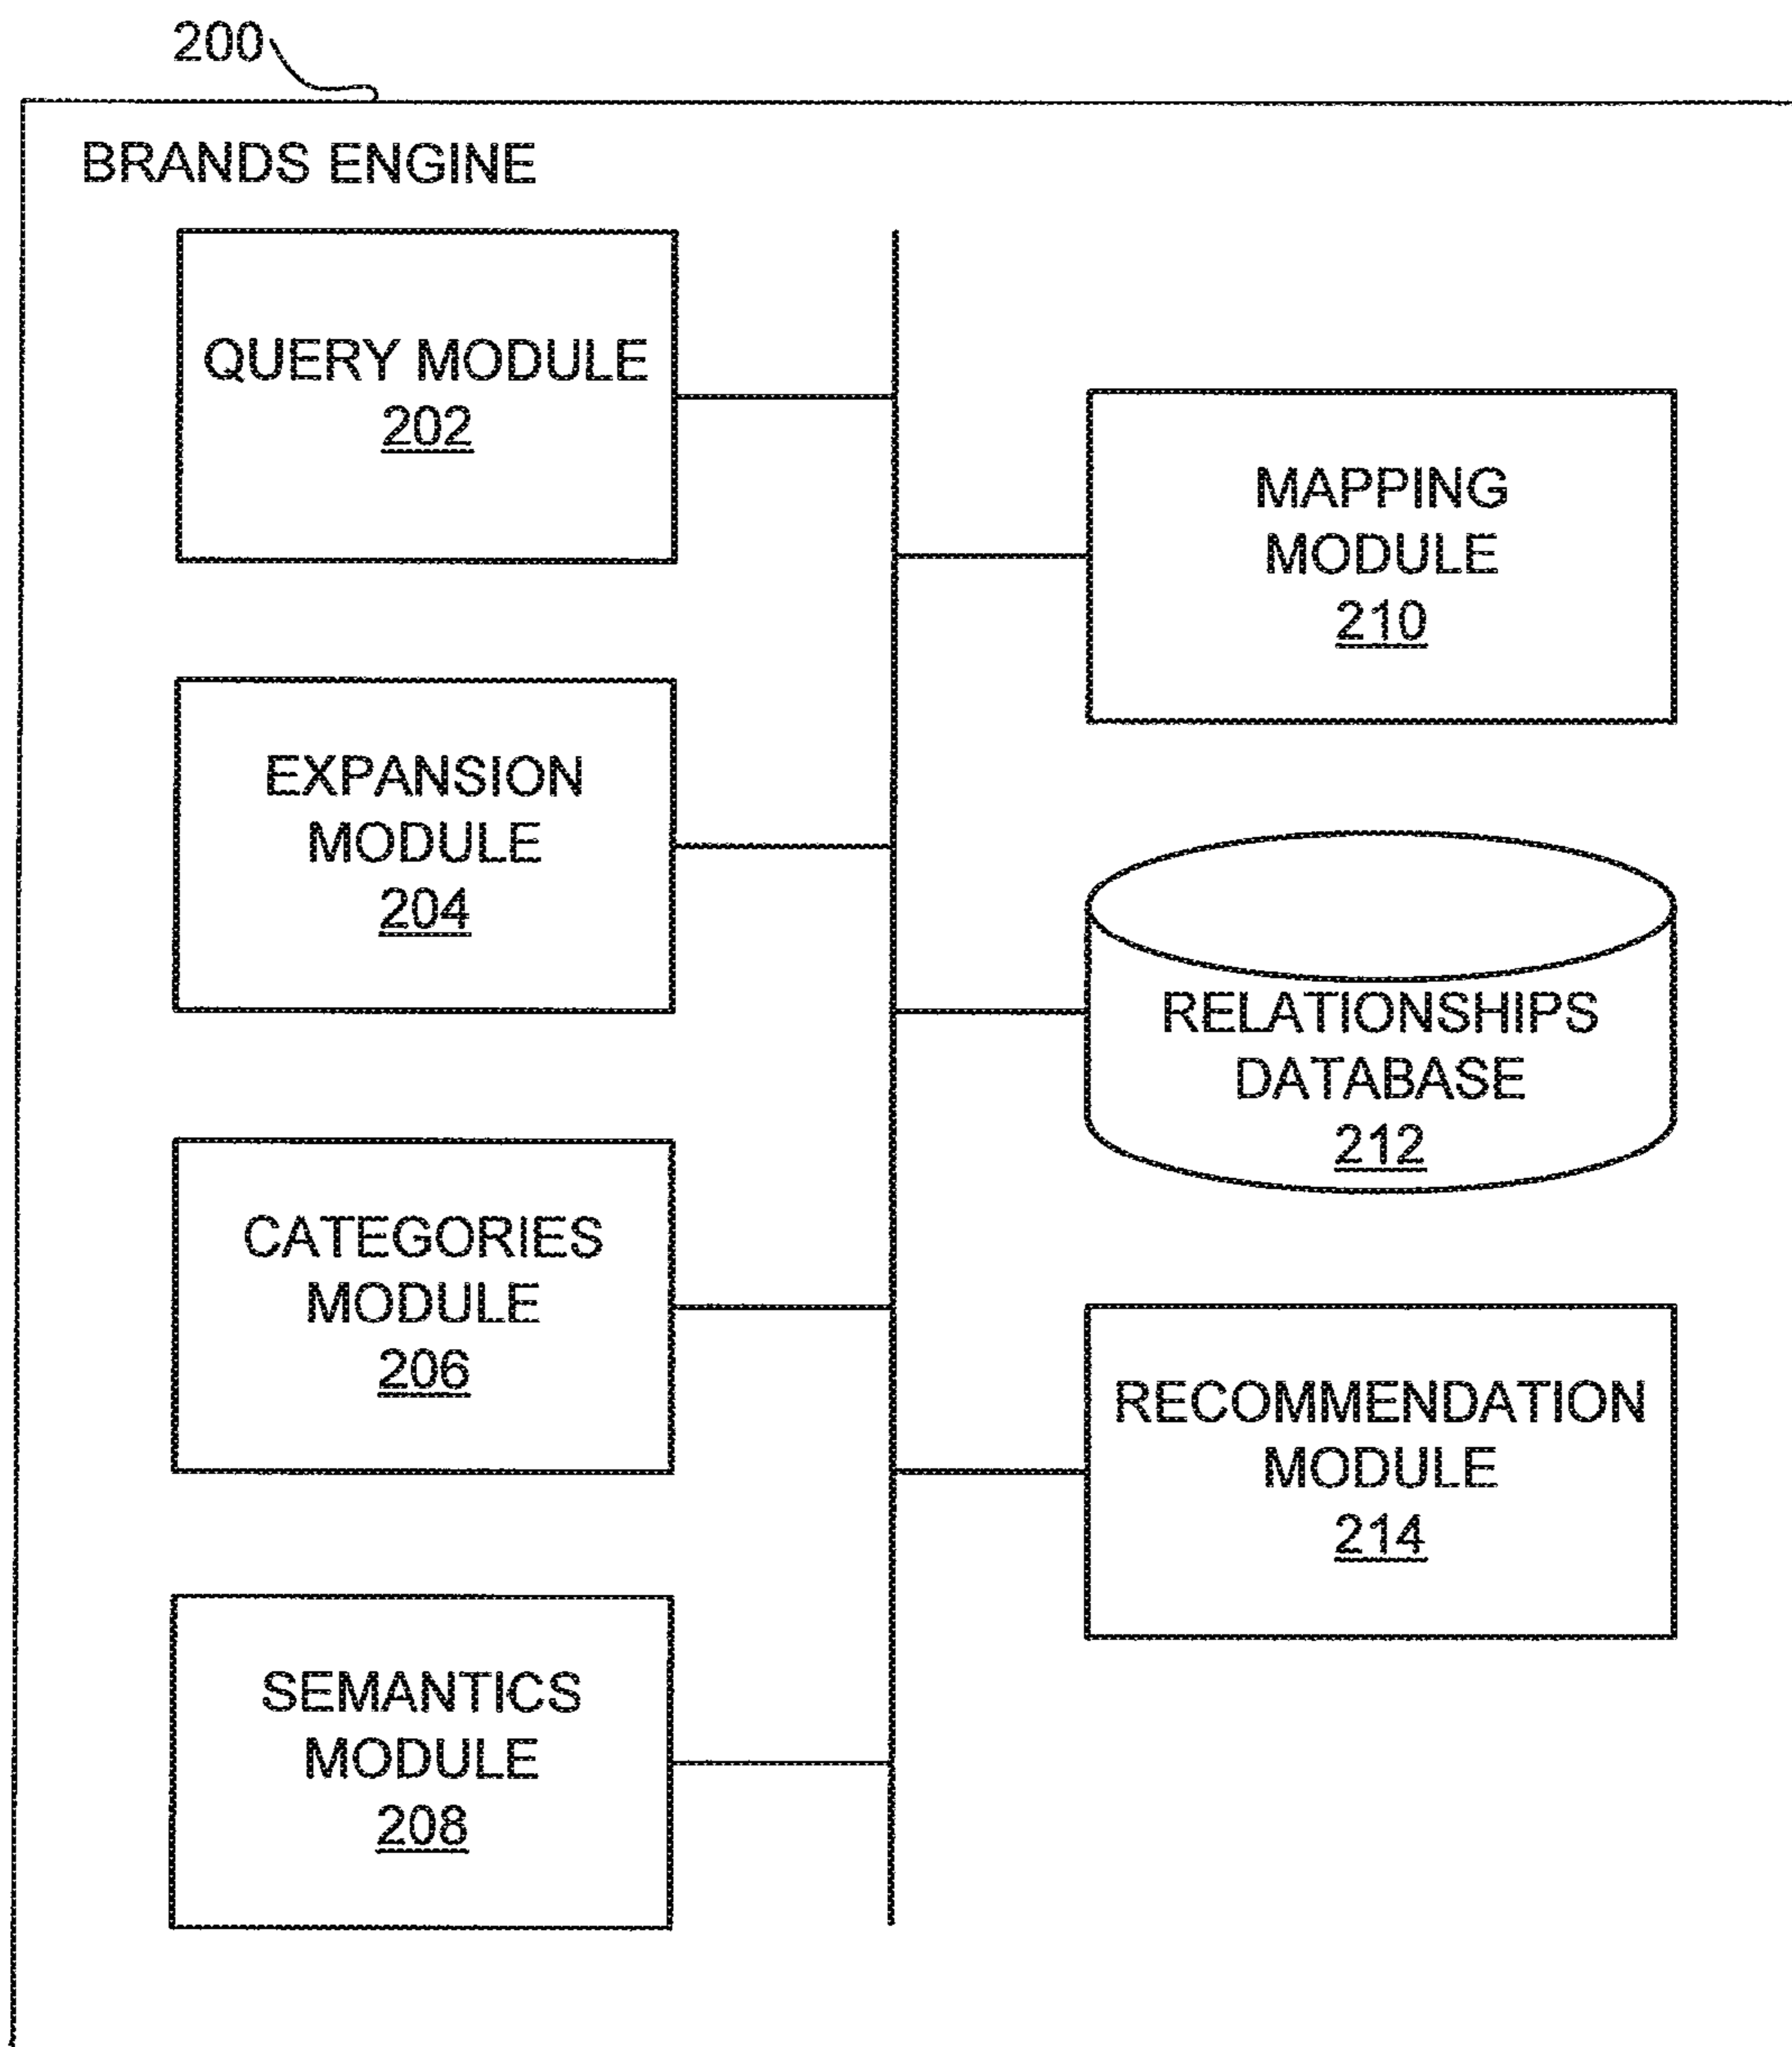 200
BRANDS ENGINE
QUERY MODULE
202
EXPANSION
MODULE
204
CATEGORIES
MODULE
206
SEMANTICS
MODULE
208
MAPPING
MODULE
210
RELATIONSHIPS
DATABASE
212
RECOMMENDATION
MODULE
214